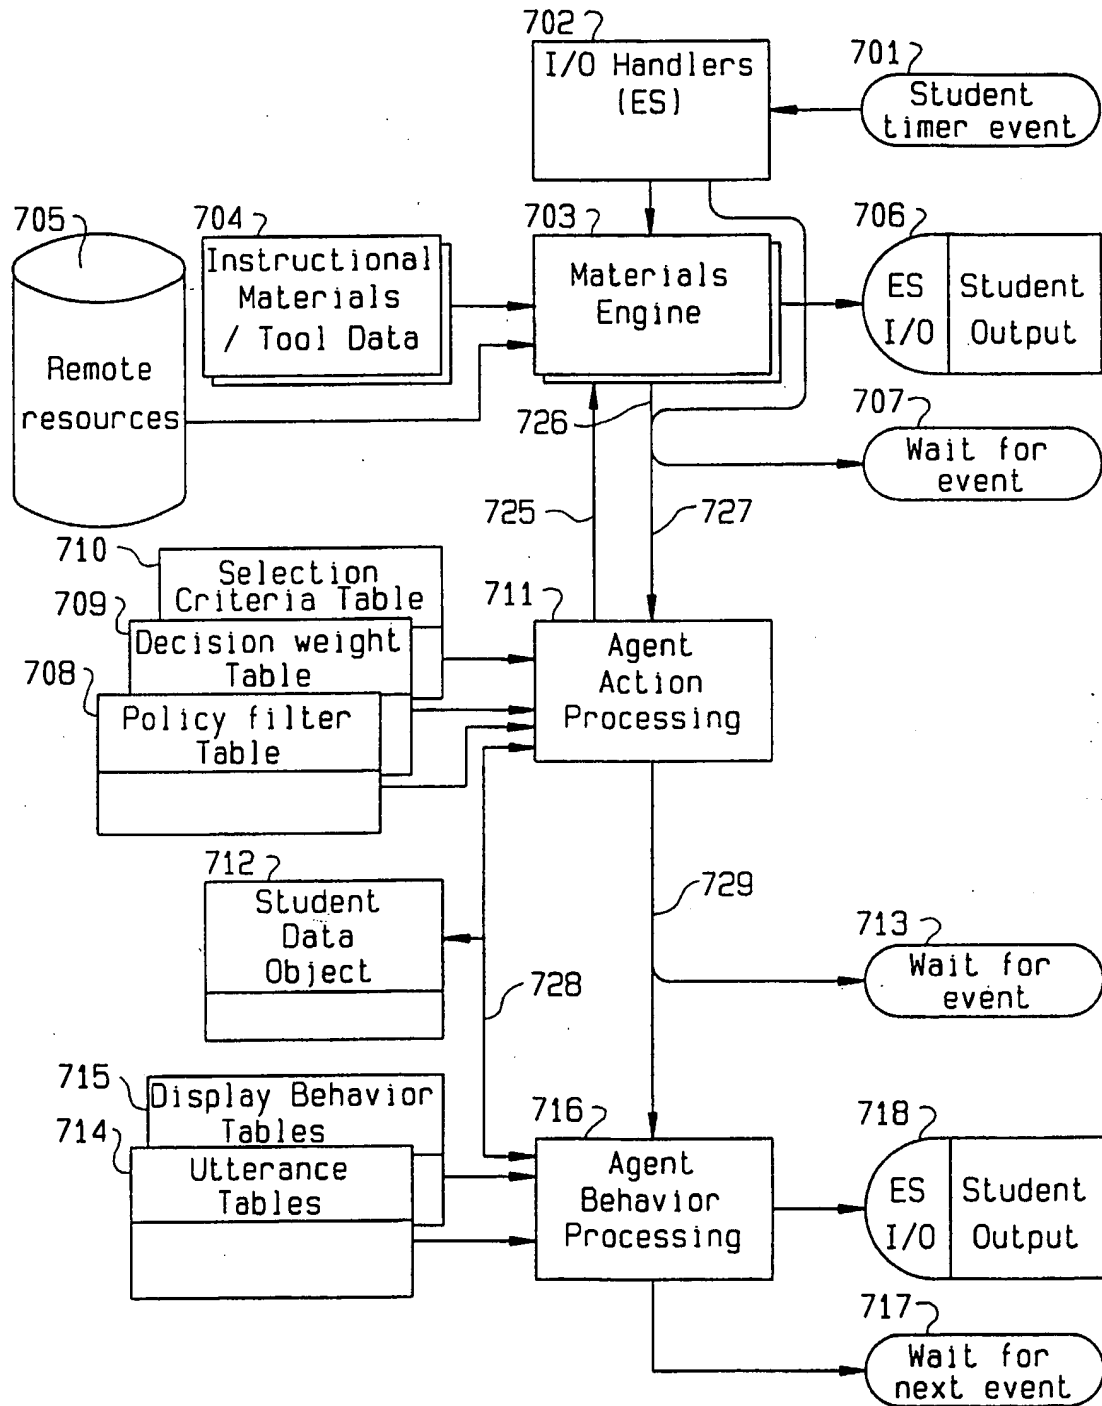 702
I/O Handlers
(ES)
701
Student
timer event
705
Remote
resources
704
Instructional
Materials
/ Tool Data
703
Materials
Engine
706
ES
I/O
Student
Output
726
707
Wait for
event
725
727
710
Selection
Criteria Table
709
Decision weight
Table
708
Policy filter
Table
711
Agent
Action
Processing
712
Student
Data
Object
728
729
713
Wait for
event
715
Display Behavior
Tables
714
Utterance
Tables
716
Agent
Behavior
Processing
718
ES
I/O
Student
Output
717
Wait for
next event